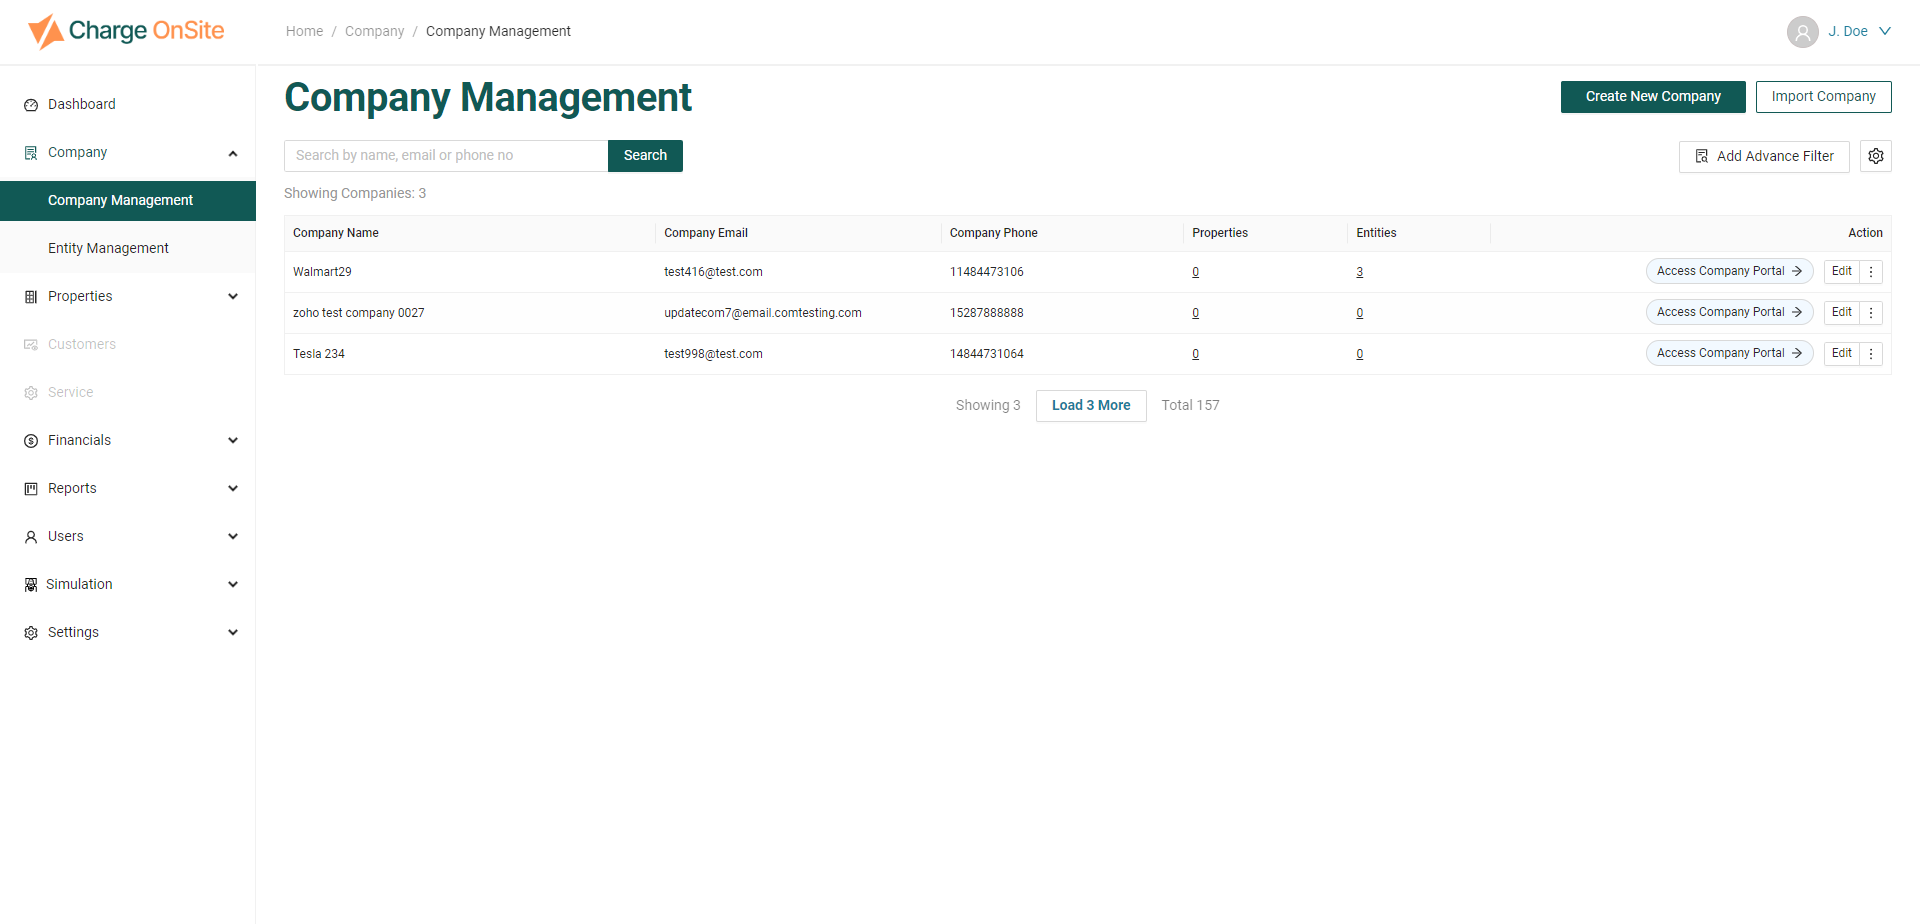 Charge OnSite
Home / Company / Company Management
J. Doe
Dashboard
Company
Company Management
Entity Management
Properties
Customers
Service
Financials
Reports
Users
Simulation
Settings
Company Management
Create New Company
Import Company
Search by name, email or phone no
Search
Add Advance Filter
Showing Companies: 3
Company Name Company Email Company Phone Properties Entities Action
Walmart29 test416@test.com 11484473106 0 3 Access Company Portal → Edit
zoho test company 0027 updatecom7@email.comtesting.com 15287888888 0 0 Access Company Portal → Edit
Tesla 234 test998@test.com 14844731064 0 0 Access Company Portal → Edit
Showing 3 Load 3 More Total 157